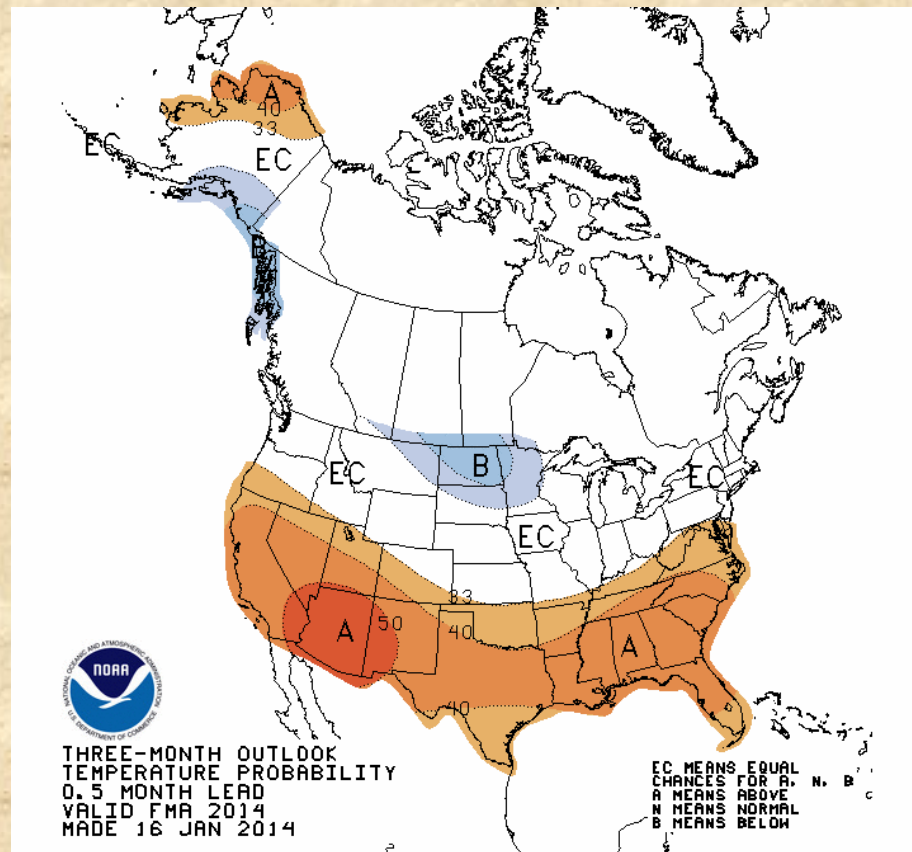 A
40
33
EC
EC
B
EC
B
EC
EC
33
50
40
A
A
40
NATIONAL OCEANIC AND ATMOSPHERIC ADMINISTRATION
NOAA
U.S. DEPARTMENT OF COMMERCE
THREE-MONTH OUTLOOK
TEMPERATURE PROBABILITY
0.5 MONTH LEAD
VALID FMA 2014
MADE 16 JAN 2014
EC MEANS EQUAL
CHANCES FOR A, N, B
A MEANS ABOVE
N MEANS NORMAL
B MEANS BELOW